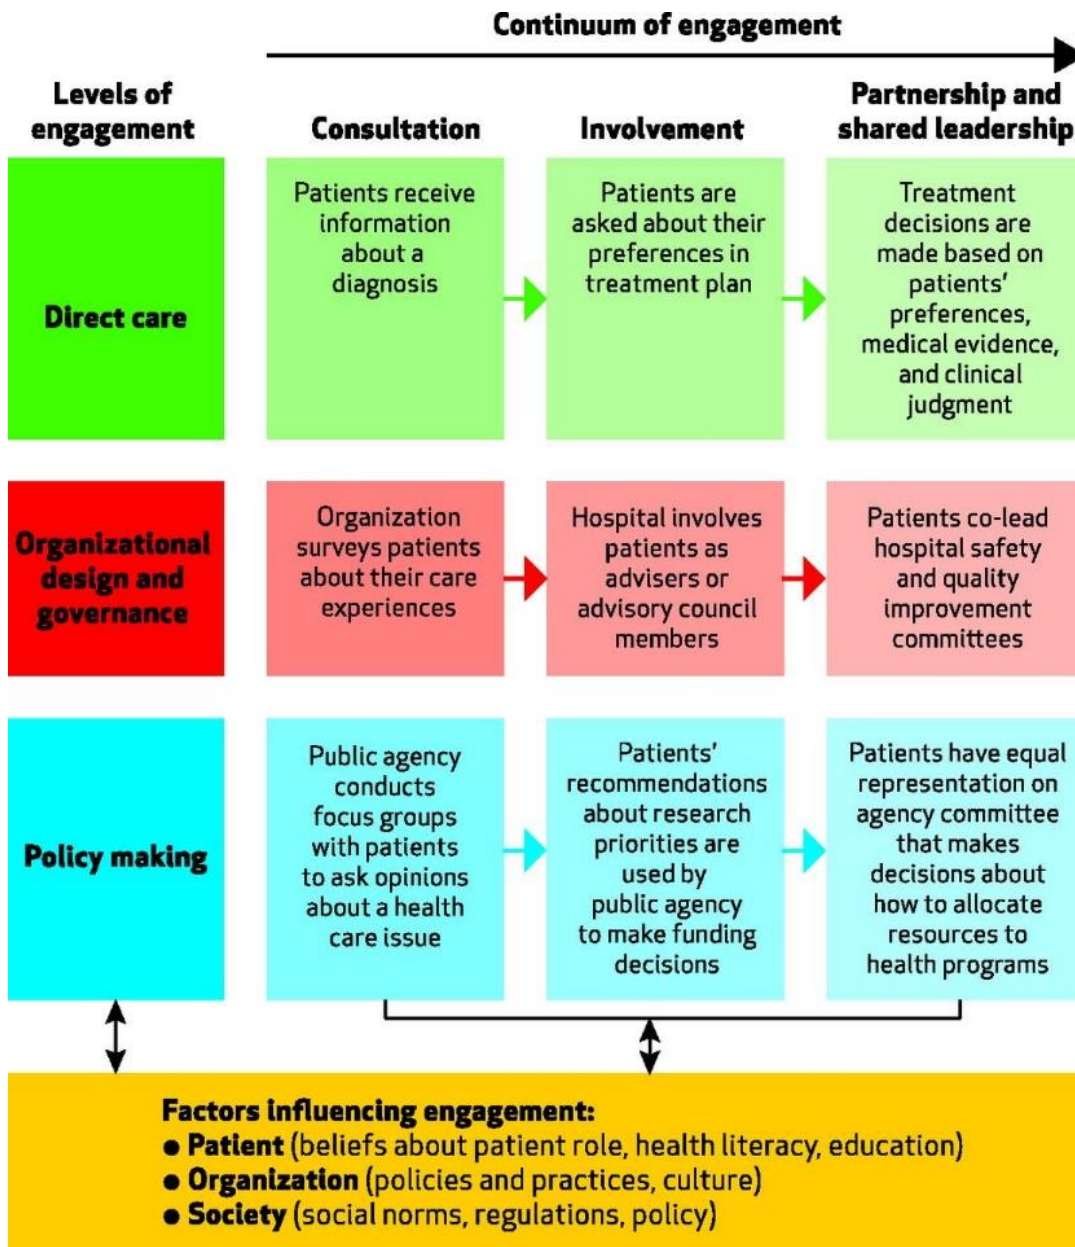 Continuum of engagement
Levels of
engagement
Consultation
Involvement
Partnership and
shared leadership
Direct care
Patients receive
information
about a
diagnosis
Patients are
asked about their
preferences in
treatment plan
Treatment
decisions are
made based on
patients'
preferences,
medical evidence,
and clinical
judgment
Organizational
design and
governance
Organization
surveys patients
about their care
experiences
Hospital involves
patients as
advisers or
advisory council
members
Patients co-lead
hospital safety
and quality
improvement
committees
Policy making
Public agency
conducts
focus groups
with patients
to ask opinions
about a health
care issue
Patients'
recommendations
about research
priorities are
used by
public agency
to make funding
decisions
Patients have equal
representation on
agency committee
that makes
decisions about
how to allocate
resources to
health programs
Factors influencing engagement:
● Patient (beliefs about patient role, health literacy, education)
● Organization (policies and practices, culture)
● Society (social norms, regulations, policy)